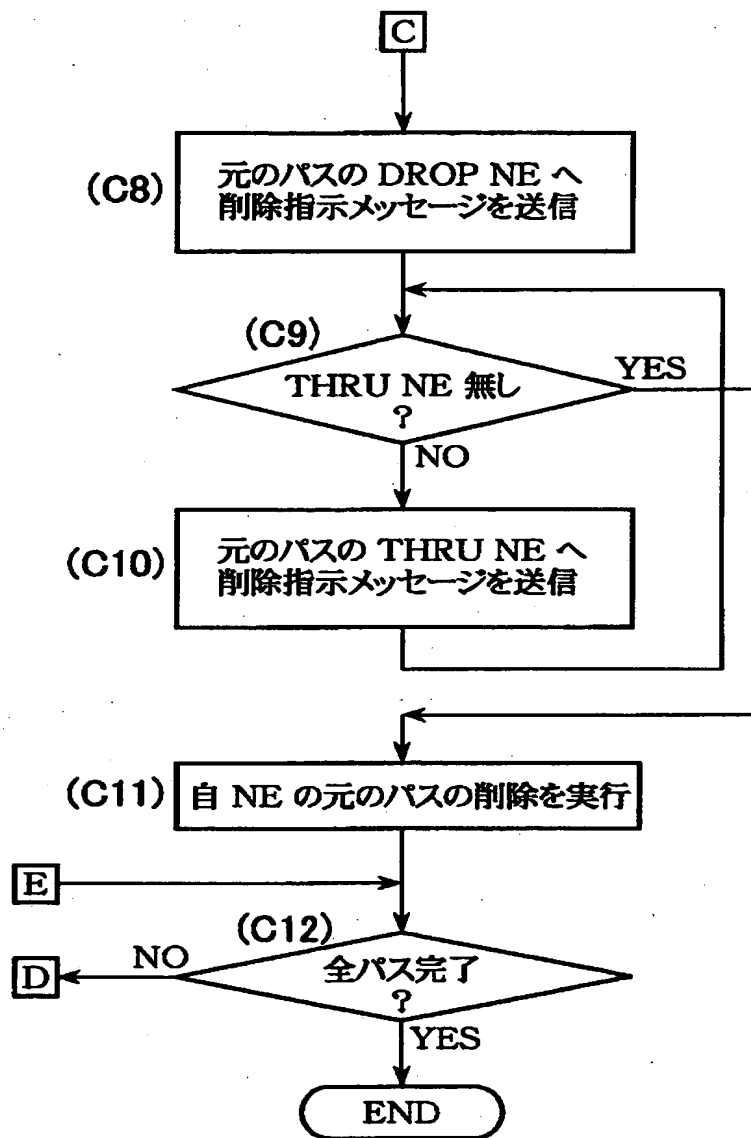 C
(C8)
元のパスの DROP NE へ
削除指示メッセージを送信
(C9)
THRU NE 無し
?
YES
NO
(C10)
元のパスの THRU NE へ
削除指示メッセージを送信
(C11)
自 NE の元のパスの削除を実行
E
(C12)
D
NO
全パス完了
?
YES
END